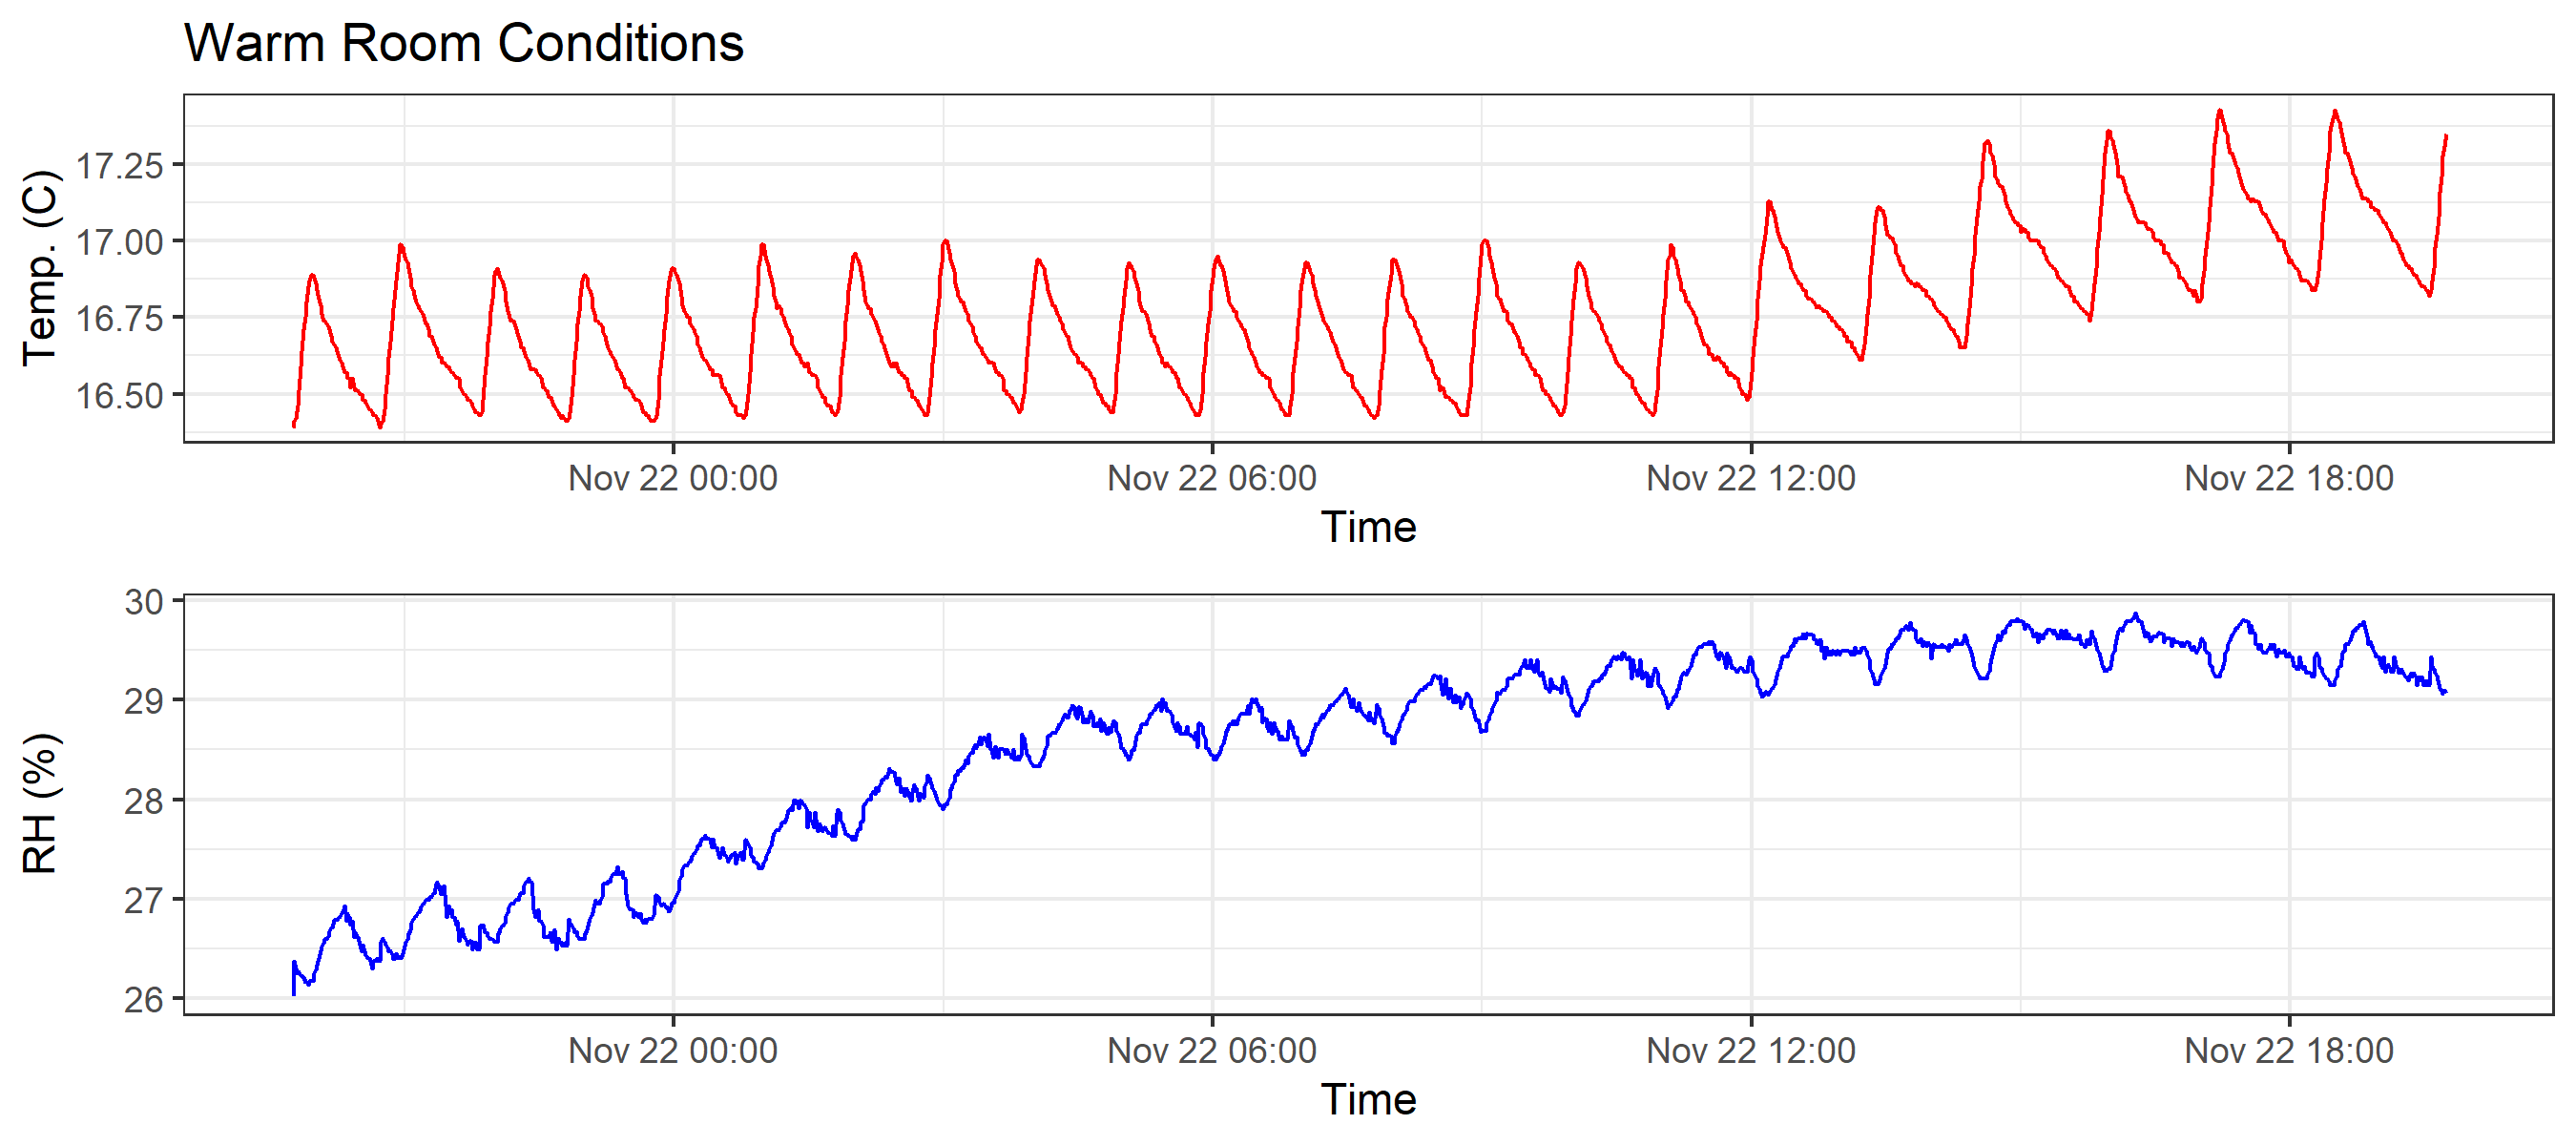 Warm Room Conditions
Temp. (C)
17.25
17.00
16.75
16.50
Nov 22 00:00 Nov 22 06:00 Nov 22 12:00 Nov 22 18:00
Time
RH (%)
30
29
28
27
26
Nov 22 00:00 Nov 22 06:00 Nov 22 12:00 Nov 22 18:00
Time